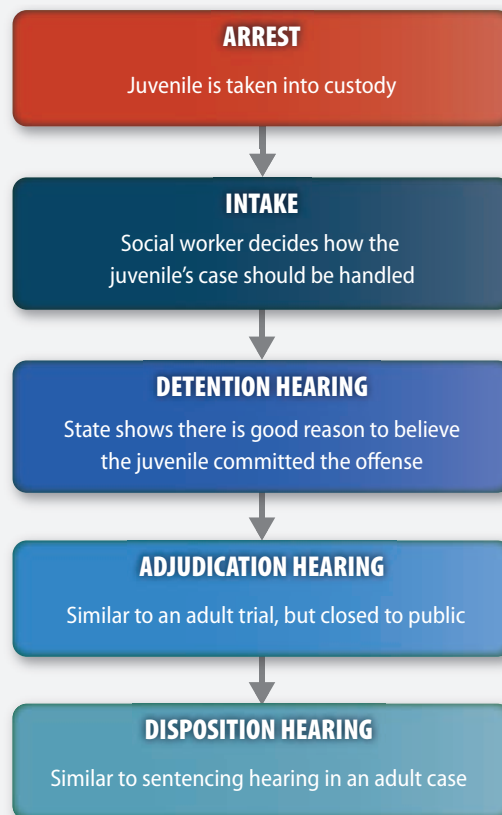 ARREST
Juvenile is taken into custody
INTAKE
Social worker decides how the
juvenile’s case should be handled
DETENTION HEARING
State shows there is good reason to believe
the juvenile committed the offense
ADJUDICATION HEARING
Similar to an adult trial, but closed to public
DISPOSITION HEARING
Similar to sentencing hearing in an adult case